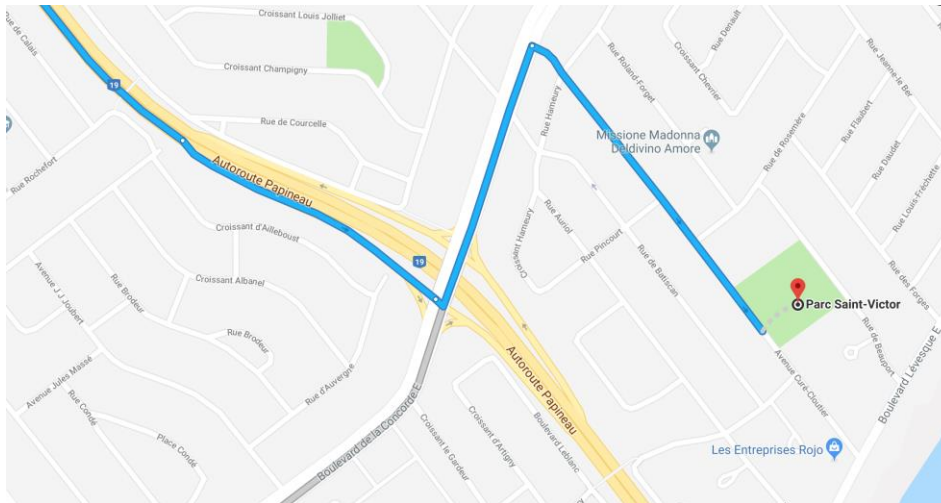 Croissant Louis Jolliet
Rue de Calais
19
Croissant Champigny
Rue de Courcelle
Rue Rochefort
Autoroute Papineau
Croissant d'Ailleboust
Avenue J J Joubert
Rue Brodeur
Croissant Albanel
Rue Brodeur
Rue d'Auvergne
Avenue Jules Massé
Rue Condé
Place Condé
Boulevard de la Concorde E
19
Autoroute Papineau
Croissant le Gardeur
Croissant d'Artigny
Boulevard Leblanc
Rue Hameury
Croissant Hameury
Rue Auriol
Rue Pincourt
Rue de Batiscan
Rue Roland-Forget
Croissant Chevrier
Rue Denault
Rue Jeanne-le Ber
Missione Madonna
Deldivino Amore
Rue de Rosemère
Rue Flaubert
Rue Daudet
Rue Louis-Fréchette
Rue des Forges
Parc Saint-Victor
Rue de Beauport
Avenue Curé-Cloutier
Boulevard Lévesque E
Les Entreprises Rojo